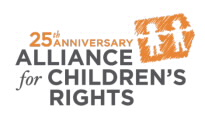 25th ANNIVERSARY
ALLIANCE
for CHILDREN'S
RIGHTS